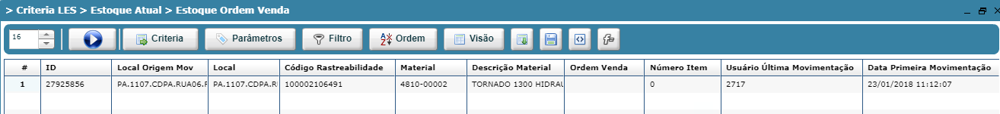 > Criteria LES > Estoque Atual > Estoque Ordem Venda
16 Criteria Parâmetros Filtro Ordem Visão
# ID Local Origem Mov Local Código Rastreabilidade Material Descrição Material Ordem Venda Número Item Usuário Última Movimentação Data Primeira Movimentação
1 27925856 PA.1107.CDPA.RUA06.F PA.1107.CDPA.R 100002106491 4810-00002 TORNADO 1300 HIDRAU 0 2717 23/01/2018 11:12:07